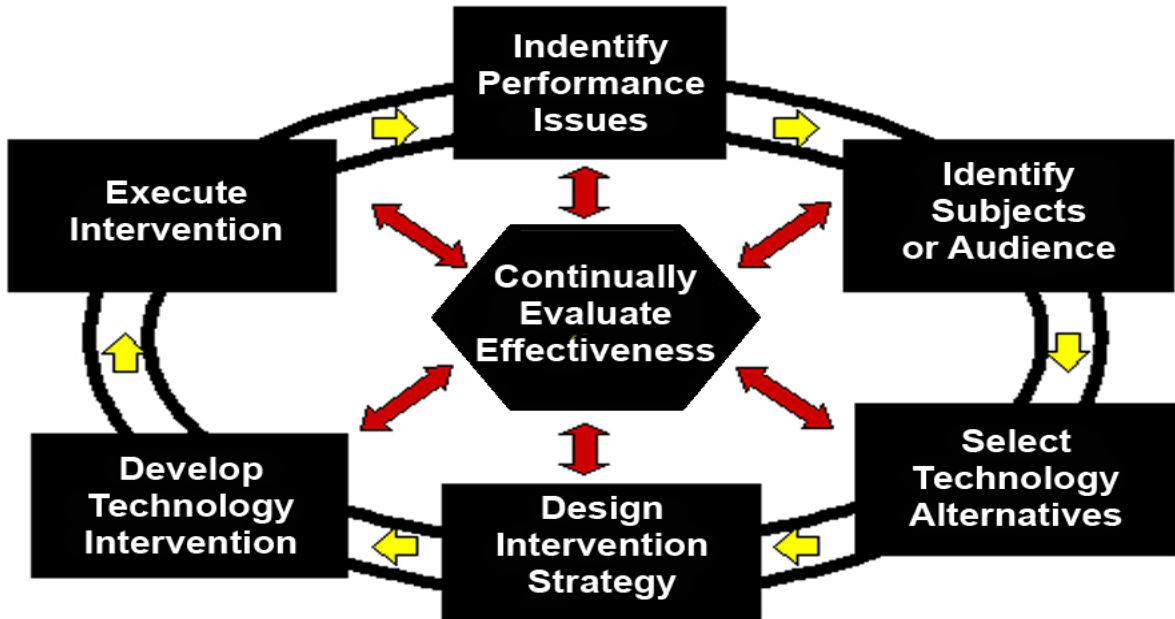 Indentify
Performance
Issues
Execute
Intervention
Identify
Subjects
or Audience
Continually
Evaluate
Effectiveness
Develop
Technology
Intervention
Design
Intervention
Strategy
Select
Technology
Alternatives